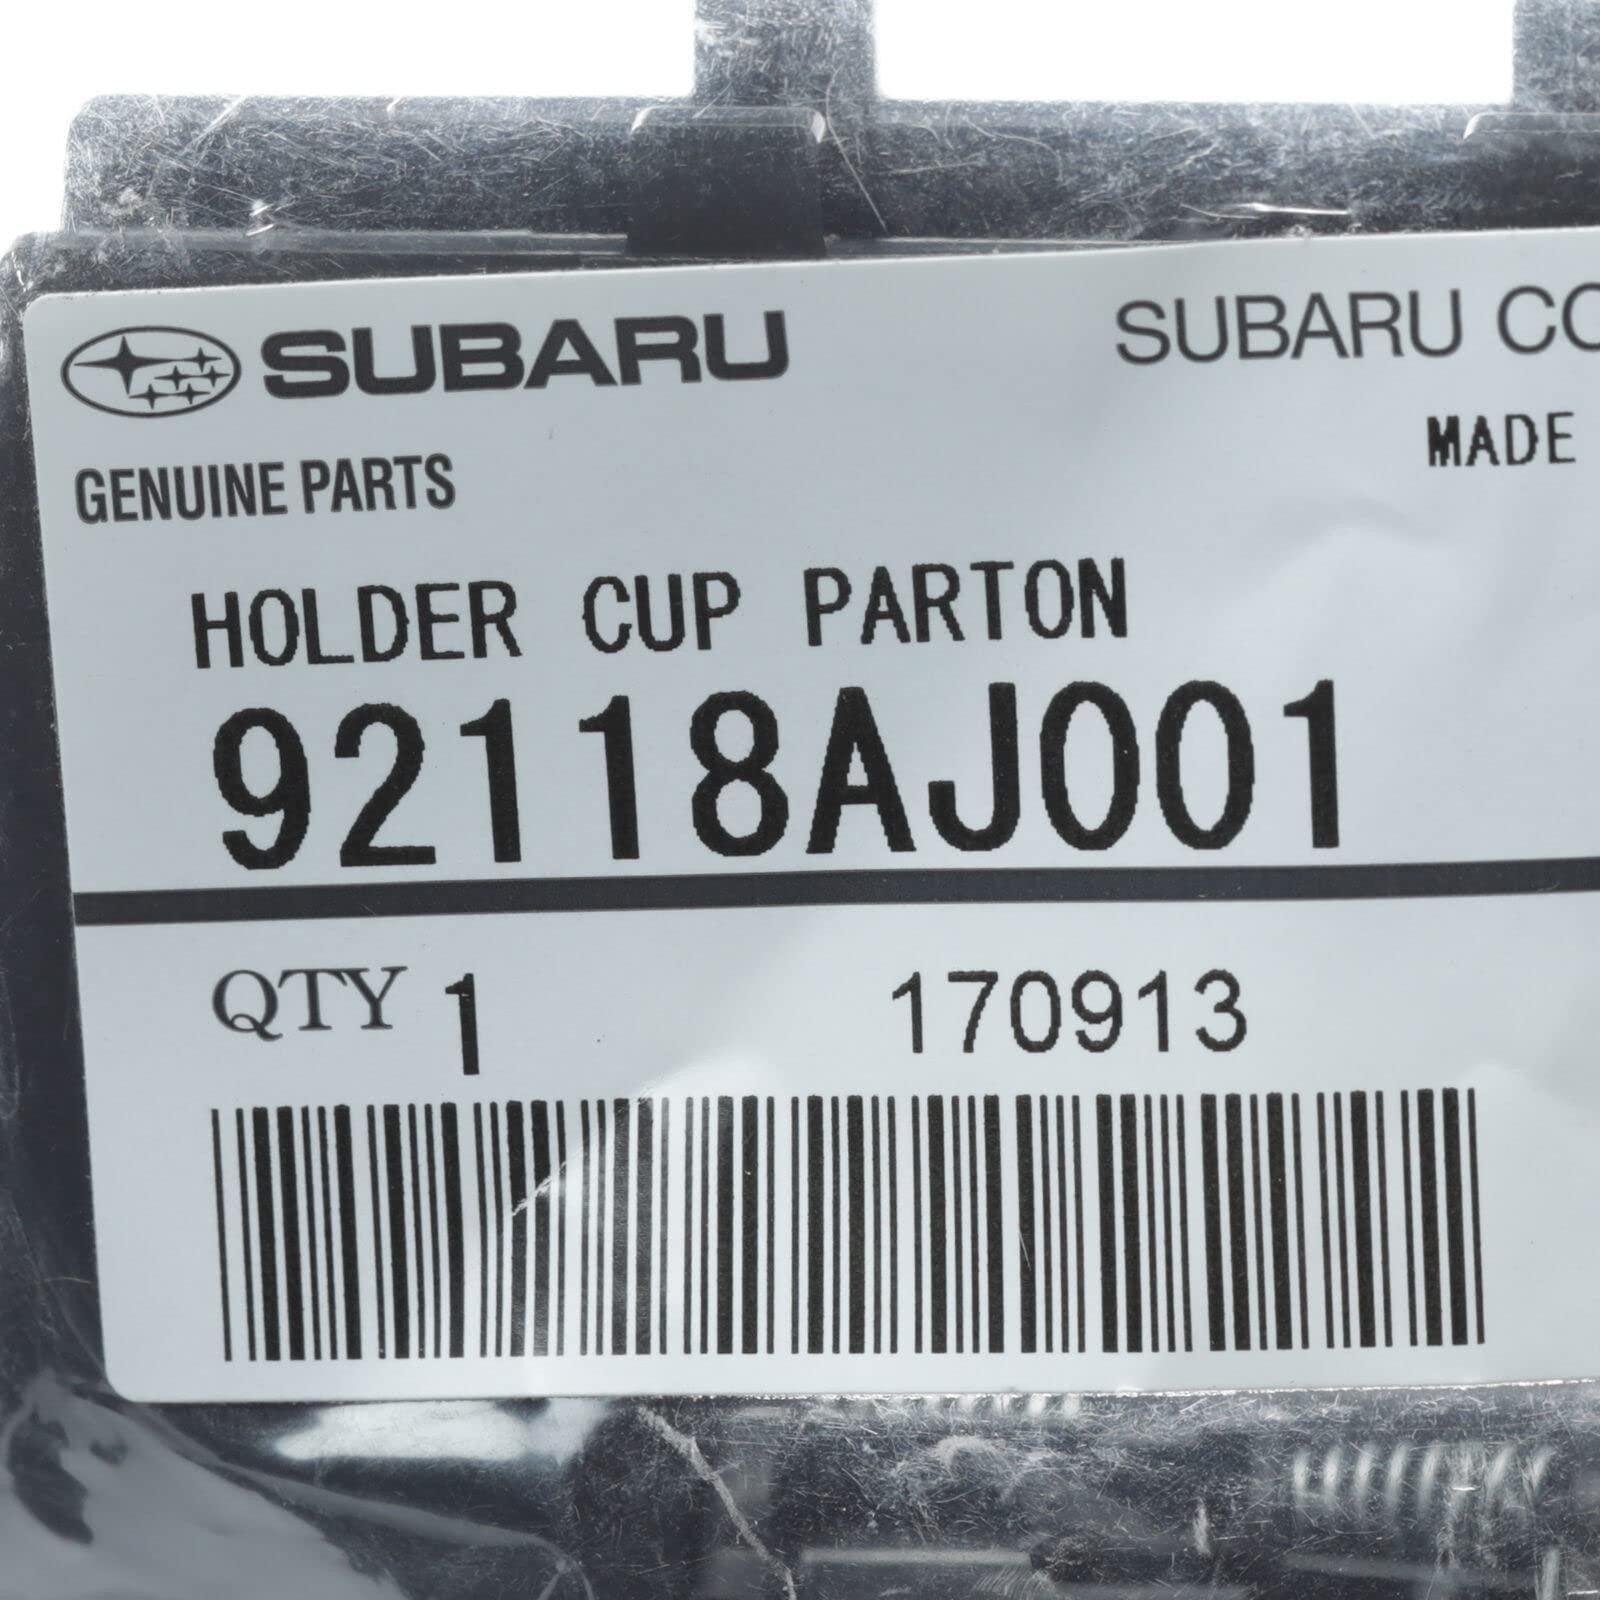 SUBARU
SUBARU CO
MADE
GENUINE PARTS
HOLDER CUP PARTON
92118AJ001
QTY 1
170913